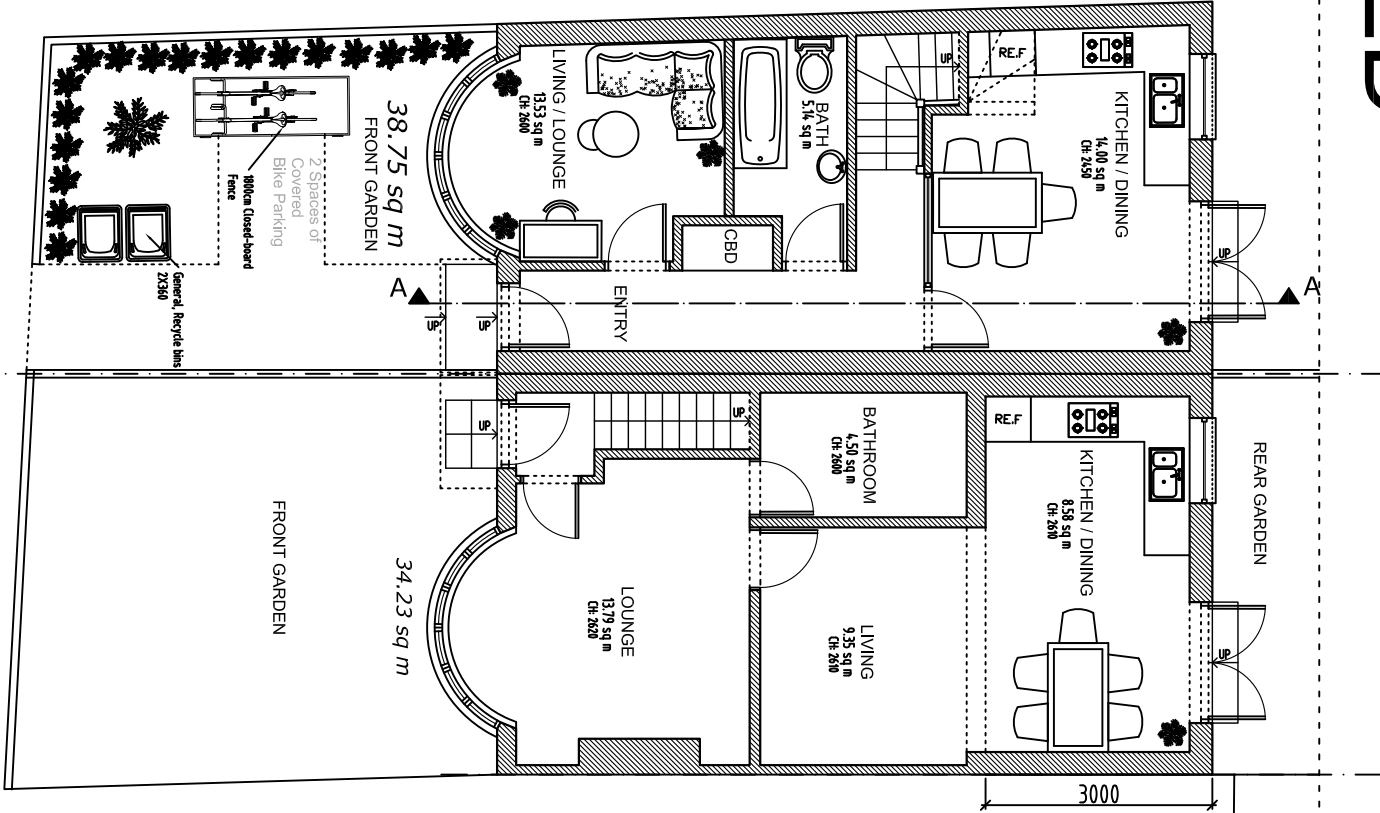 ED
LIVING / LOUNGE
13.53 sq m
CH: 2600
BATH
5.14 sq m
UP
RE.F
KITCHEN / DINING
14.00 sq m
CH: 2450
UP
38.75 sq m
FRONT GARDEN
2 Spaces of
Covered
Bike Parking
1800cm Closed-board
Fence
General, Recycle bins
2X360
CBD
ENTRY
A
A
UP
UP
UP
UP
BATHROOM
4.50 sq m
CH: 2600
RE.F
KITCHEN / DINING
8.58 sq m
CH: 2610
REAR GARDEN
FRONT GARDEN
34.23 sq m
LOUNGE
13.79 sq m
CH: 2620
LIVING
9.35 sq m
CH: 2610
UP
3000